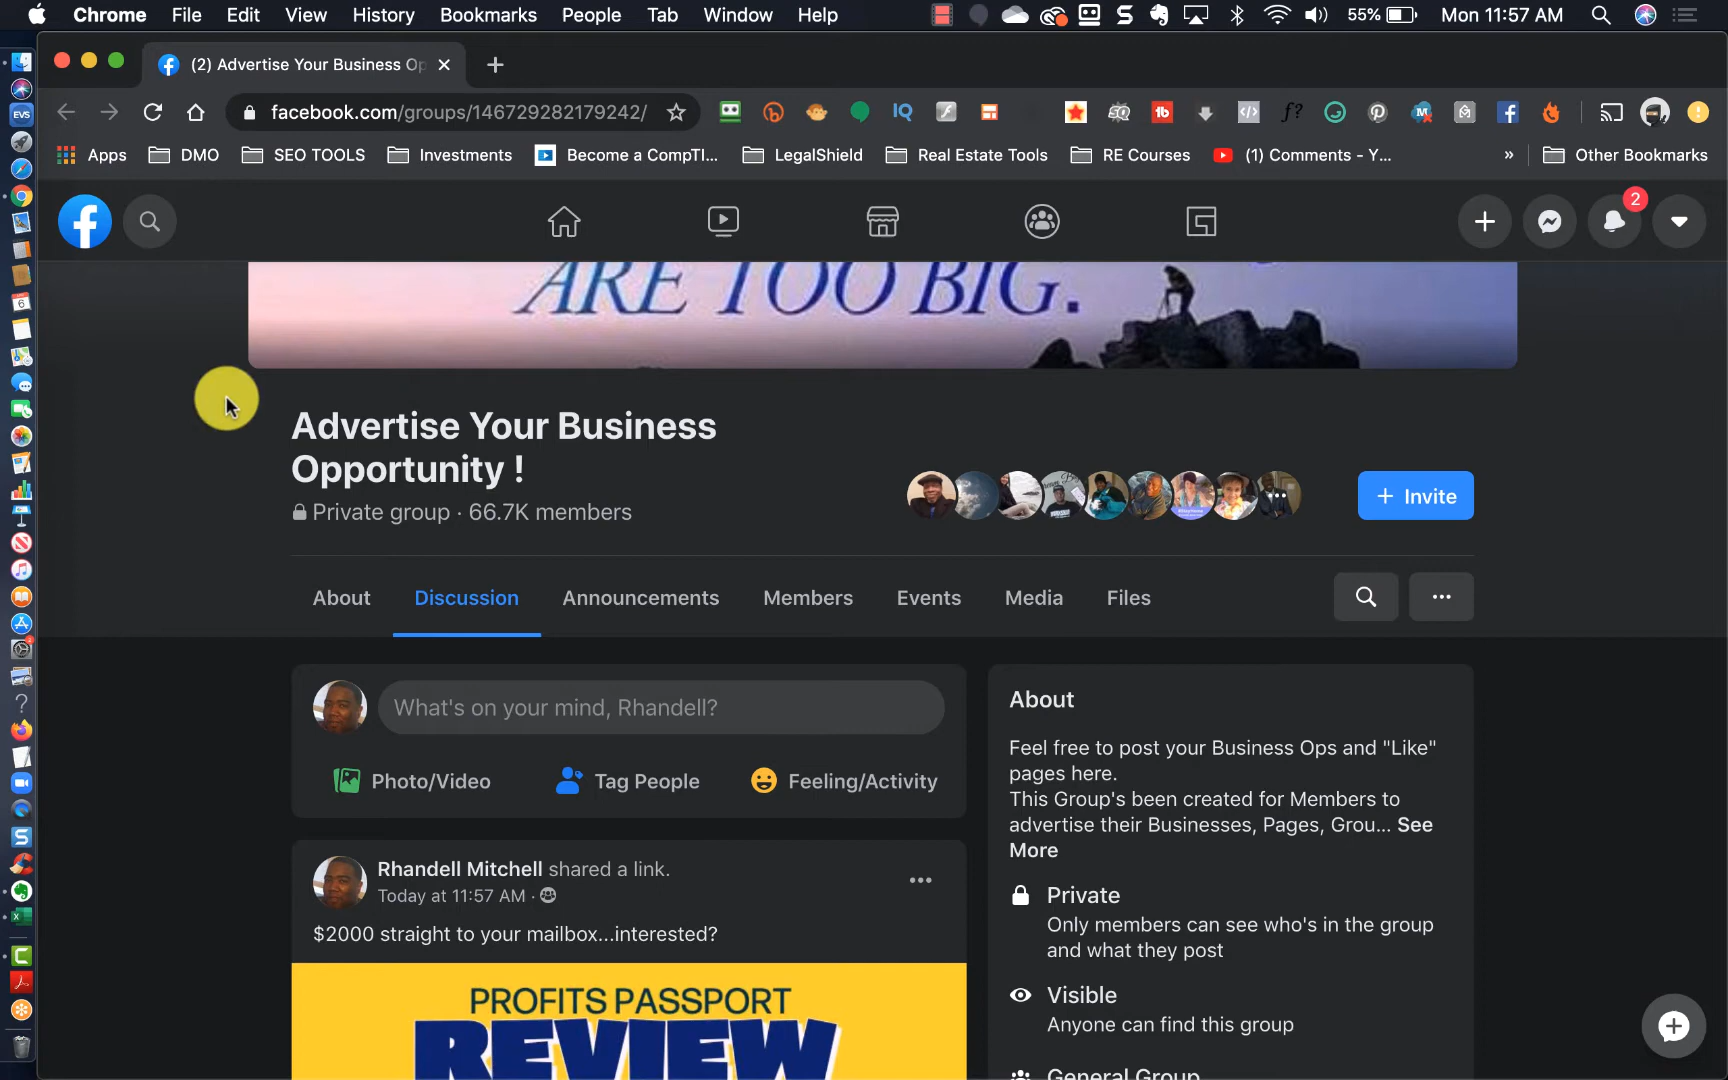 Chrome File Edit View History Bookmarks People Tab Window Help 55% Mon 11:57 AM
(2) Advertise Your Business Op
facebook.com/groups/146729282179242/
Apps DMO SEO TOOLS Investments Become a CompTI... LegalShield Real Estate Tools RE Courses (1) Comments - Y... » Other Bookmarks
2
ARE TOO BIG.
Advertise Your Business
Opportunity !
Private group · 66.7K members
+ Invite
About Discussion Announcements Members Events Media Files
What's on your mind, Rhandell?
Photo/Video Tag People Feeling/Activity
Rhandell Mitchell shared a link.
Today at 11:57 AM ·
$2000 straight to your mailbox...interested?
PROFITS PASSPORT
REVIEW
About
Feel free to post your Business Ops and "Like"
pages here.
This Group's been created for Members to
advertise their Businesses, Pages, Grou... See
More
Private
Only members can see who's in the group
and what they post
Visible
Anyone can find this group
General Group